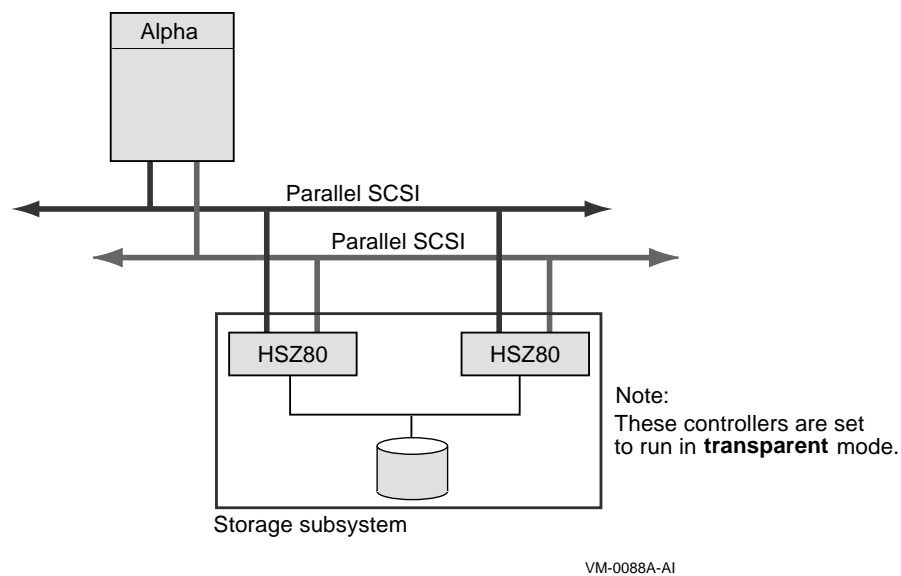 Alpha
Parallel SCSI
Parallel SCSI
HSZ80
HSZ80
Note:
These controllers are set
to run in transparent mode.
Storage subsystem
VM-0088A-AI